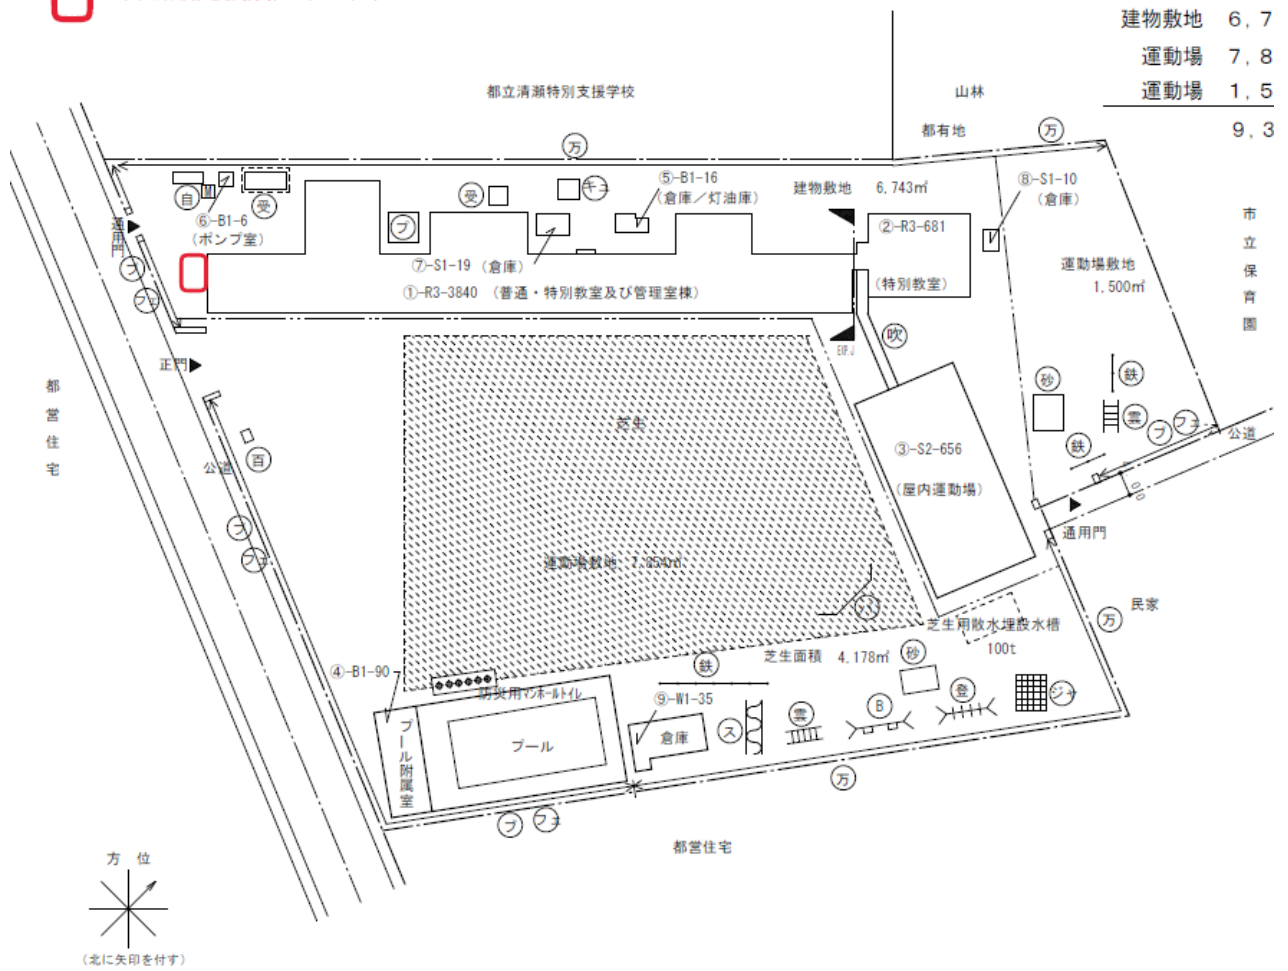 建物敷地 6,7
運動場 7,8
運動場 1,5
9,3
都立清瀬特別支援学校
山林
都有地
万
万
自
M
受
⑥-B1-6
(ポンプ室)
通用門
プ
受
キュ
⑤-B1-16
(倉庫/灯油庫)
建物敷地 6,743㎡
⑧-S1-10
(倉庫)
②-R3-681
(特別教室)
⑦-S1-19 (倉庫)
①-R3-3840 (普通・特別教室及び管理室棟)
運動場敷地
1,500㎡
市立保育園
ブ
フェ
正門
EXP.J
吹
都営住宅
公道
百
芝生
③-S2-656
(屋内運動場)
砂
鉄
雲
鉄
ブ
フェ
公道
通用門
ブ
フェ
運動場敷地 7,854㎡
バ
民家
万
芝生用散水埋設水槽
100t
芝生面積 4,178㎡
④-B1-90
防災用マンホールトイレ
鉄
砂
⑨-W1-35
倉庫
ス
雲
B
登
ジャ
プール附属室
プール
万
ブ
フェ
都営住宅
方 位
(北に矢印を付す)